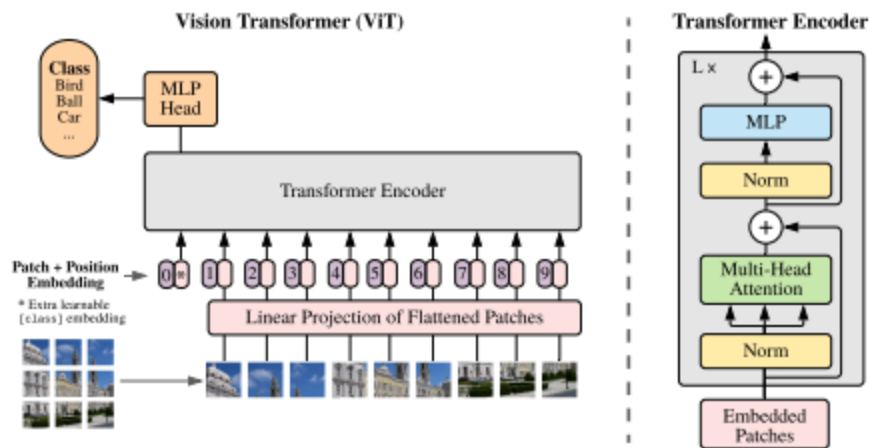 Vision Transformer (ViT)
Class
Bird
Ball
Car
...
MLP
Head
Transformer Encoder
0 * 1 2 3 4 5 6 7 8 9
Patch + Position
Embedding
* Extra learnable
[class] embedding
Linear Projection of Flattened Patches
Transformer Encoder
L ×
+
MLP
Norm
+
Multi-Head
Attention
Norm
Embedded
Patches